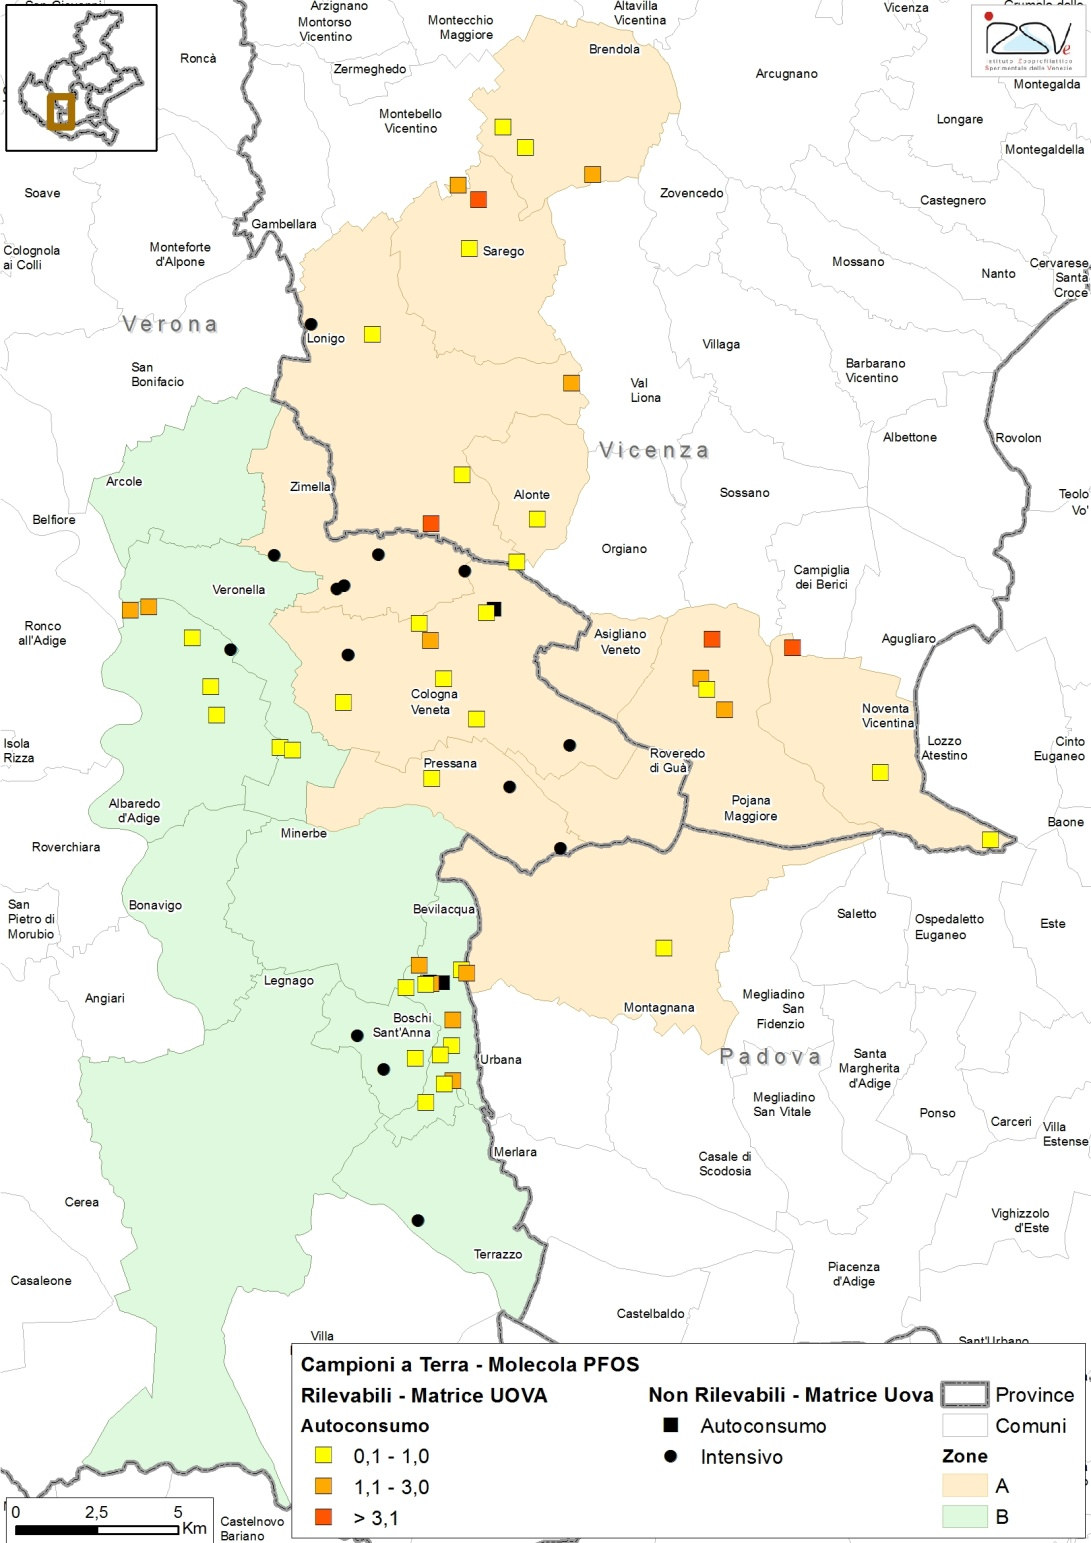 Arzignano
Altavilla
Vicentina
Vicenza
Montorso
Vicentino
Montecchio
Maggiore
Brendola
Roncà
Zermeghedo
Arcugnano
Istituto Zooprofilattico
Sperimentale delle Venezie
Montegalda
Montebello
Vicentino
Longare
Montegaldella
Soave
Zovencedo
Castegnero
Gambellara
Colognola
ai Colli
Monteforte
d'Alpone
Sarego
Mossano
Nanto
Cervarese
Santa
Croce
Verona
Lonigo
Villaga
San
Bonifacio
Barbarano
Vicentino
Val
Liona
Vicenza
Albettone
Rovolon
Arcole
Zimella
Alonte
Sossano
Teolo
Vo'
Belfiore
Orgiano
Campiglia
dei Berici
Veronella
Ronco
all'Adige
Asigliano
Veneto
Agugliaro
Cologna
Veneta
Noventa
Vicentina
Isola
Rizza
Lozzo
Atestino
Cinto
Euganeo
Pressana
Roveredo
di Guà
Albaredo
d'Adige
Pojana
Maggiore
Baone
Minerbe
Roverchiara
San
Pietro di
Morubio
Bonavigo
Bevilacqua
Saletto
Ospedaletto
Euganeo
Este
Legnago
Angiari
Montagnana
Megliadino
San
Fidenzio
Boschi
Sant'Anna
Urbana
Padova
Santa
Margherita
d'Adige
Megliadino
San Vitale
Ponso
Carceri
Villa
Estense
Merlara
Casale di
Scodosia
Cerea
Vighizzolo
d'Este
Terrazzo
Casaleone
Piacenza
d'Adige
Castelbaldo
Villa
Sant'Urbano
Campioni a Terra - Molecola PFOS
Rilevabili - Matrice UOVA
Autoconsumo
0,1 - 1,0
1,1 - 3,0
> 3,1
Non Rilevabili - Matrice Uova
Autoconsumo
Intensivo
Province
Comuni
Zone
A
B
0 2,5 5
Km
Castelnovo
Bariano